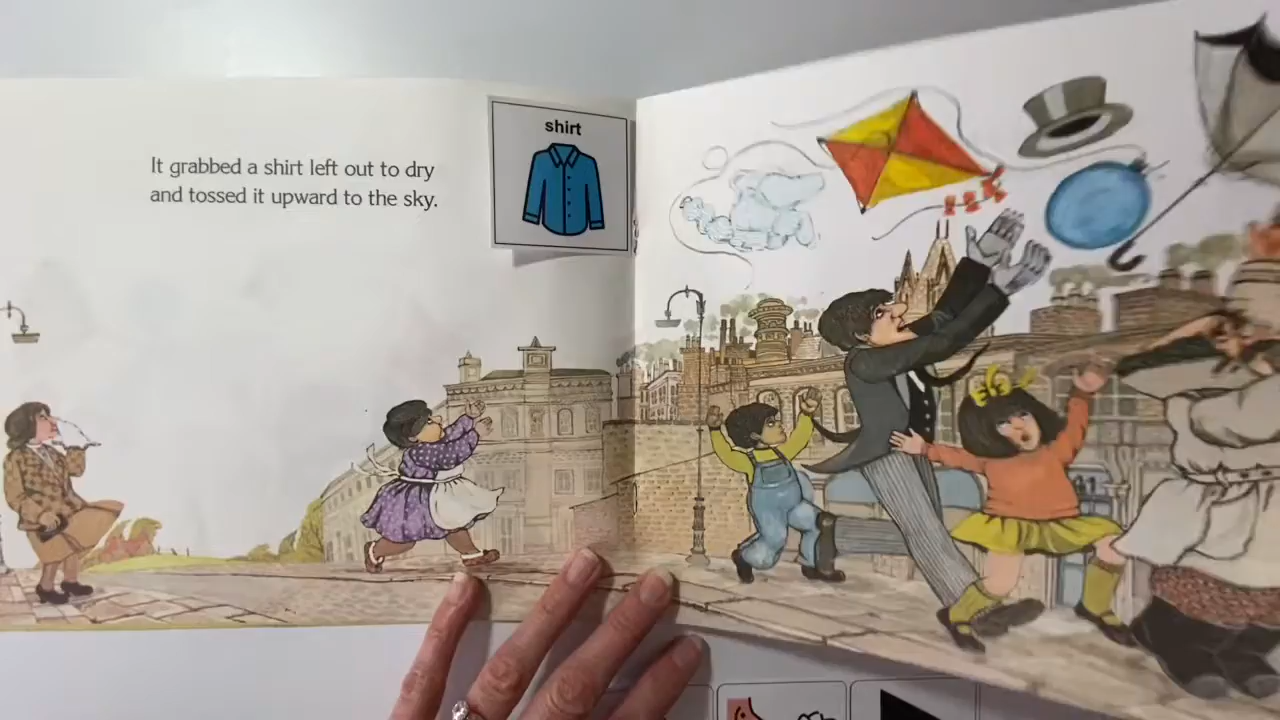 It grabbed a shirt left out to dry
and tossed it upward to the sky.
shirt